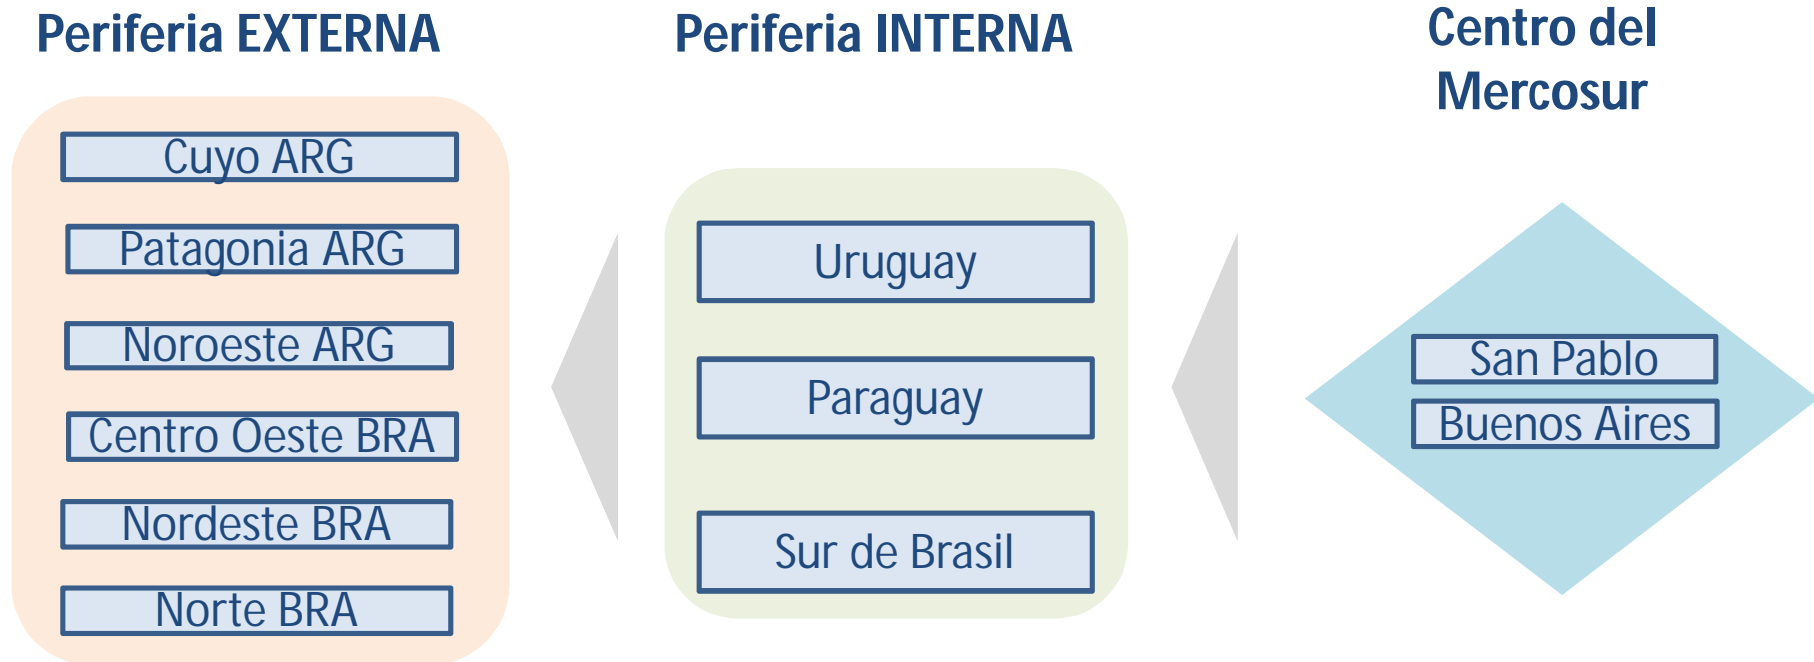 Periferia EXTERNA
Cuyo ARG
Patagonia ARG
Noroeste ARG
Centro Oeste BRA
Nordeste BRA
Norte BRA
Periferia INTERNA
Uruguay
Paraguay
Sur de Brasil
Centro del
Mercosur
San Pablo
Buenos Aires